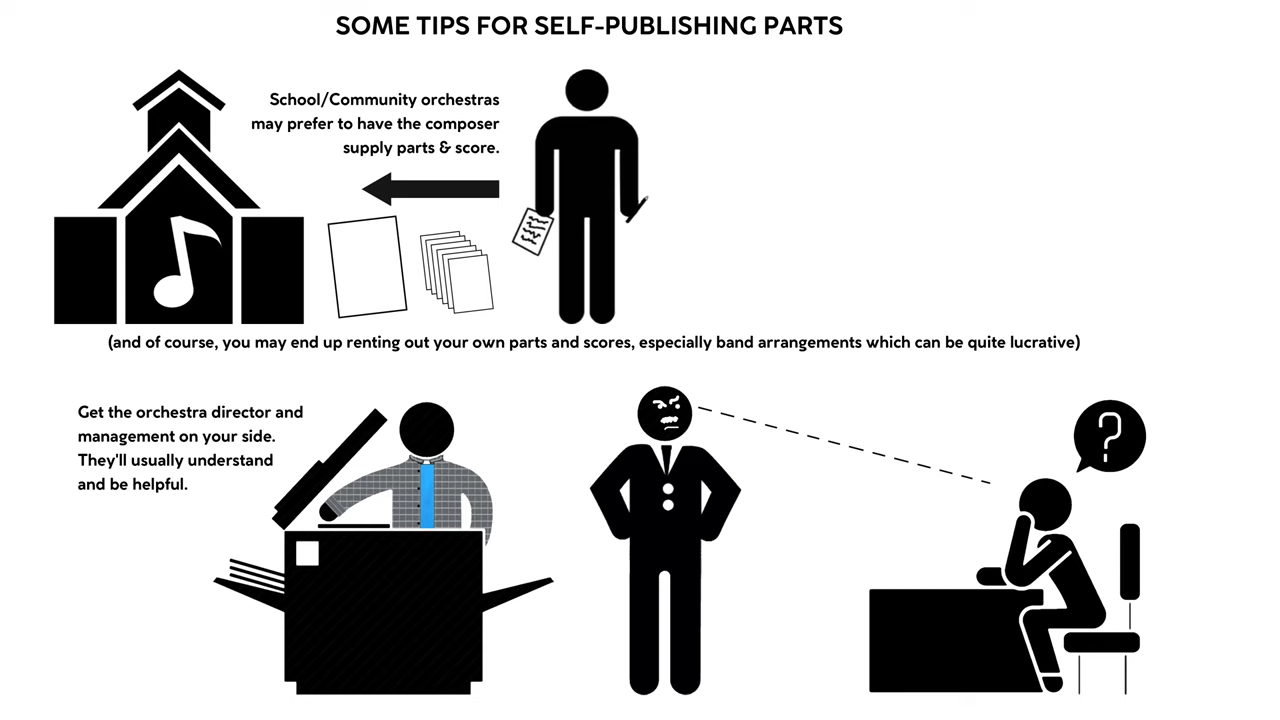 SOME TIPS FOR SELF-PUBLISHING PARTS
School/Community orchestras
may prefer to have the composer
supply parts & score.
(and of course, you may end up renting out your own parts and scores, especially band arrangements which can be quite lucrative)
Get the orchestra director and
management on your side.
They'll usually understand
and be helpful.
?